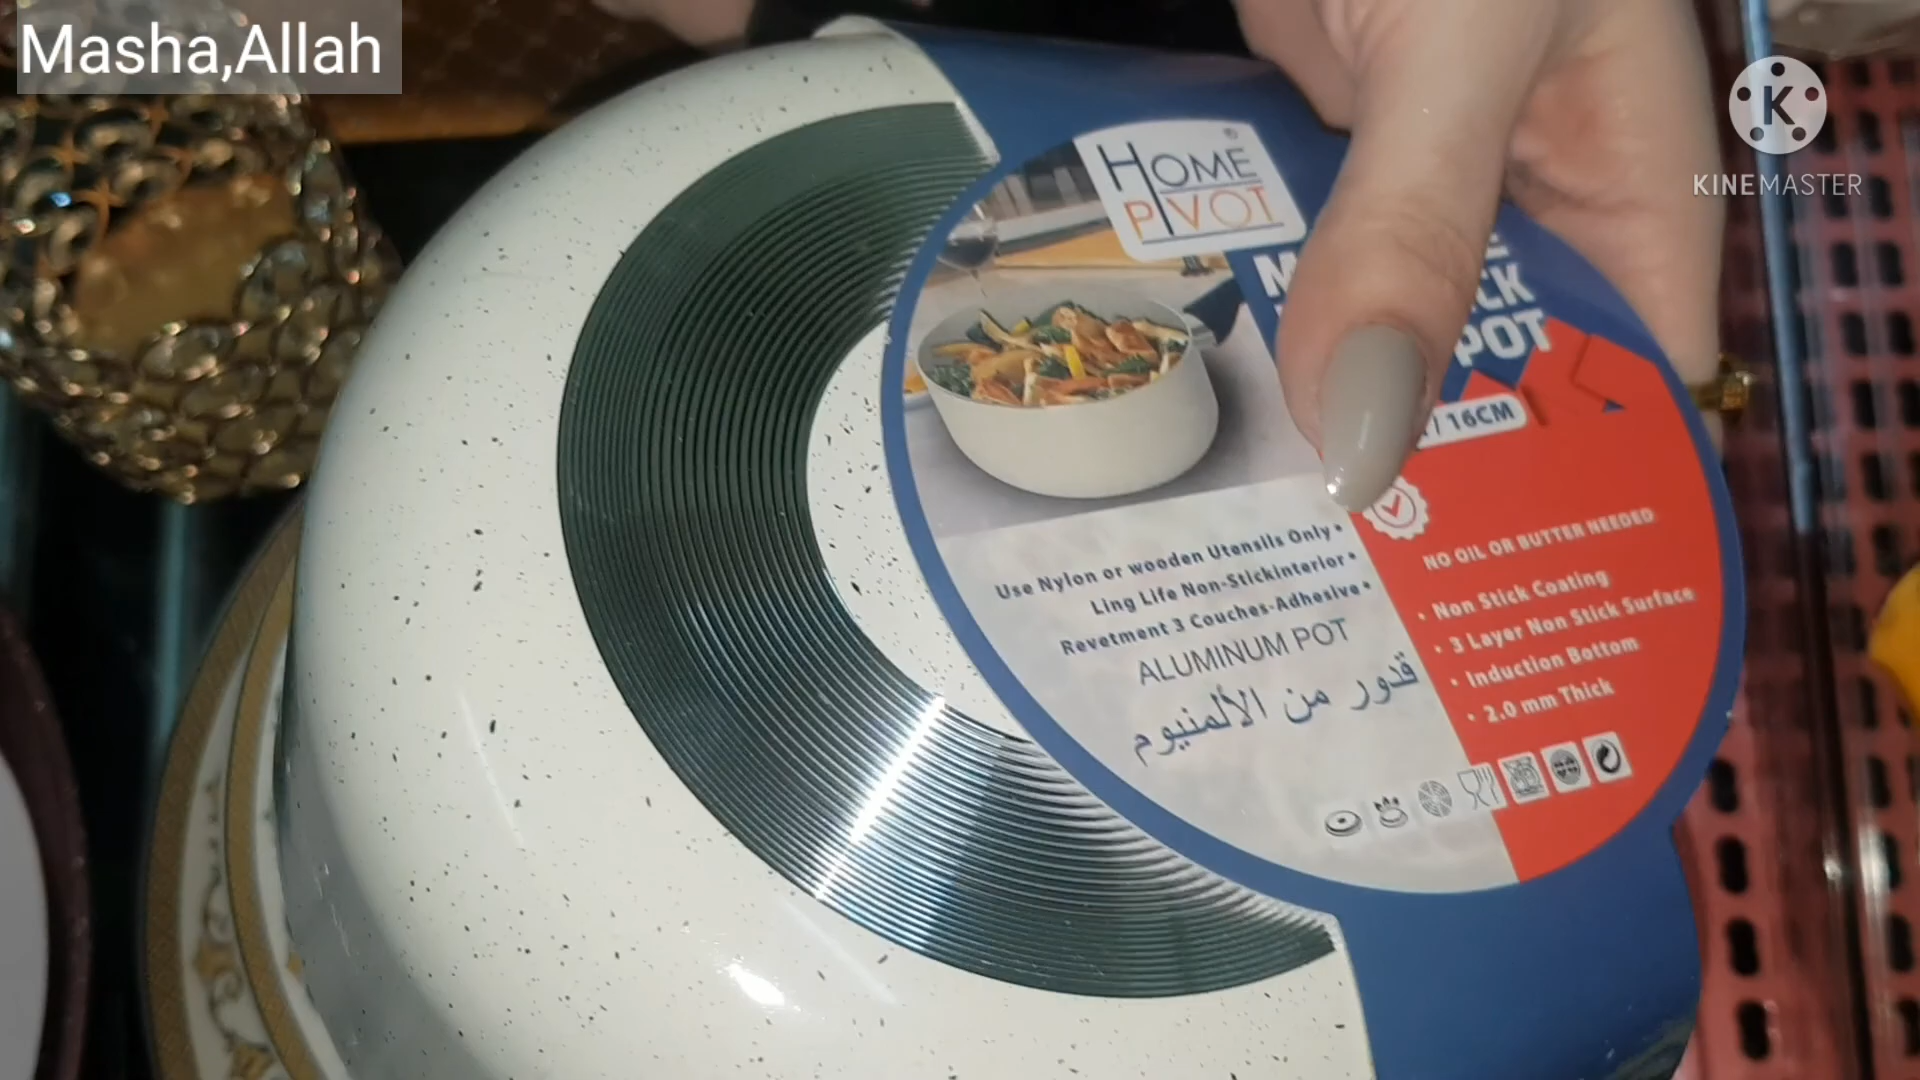 Masha,Allah
KINEMASTER
HOME
PIVOT
POT
/ 16CM
Use Nylon or wooden Utensils Only •
Ling Life Non-Stickinterior •
Revetment 3 Couches-Adhesive •
ALUMINUM POT
قدور من الألمنيوم
NO OIL OR BUTTER NEEDED
• Non Stick Coating
• 3 Layer Non Stick Surface
• Induction Bottom
• 2.0 mm Thick